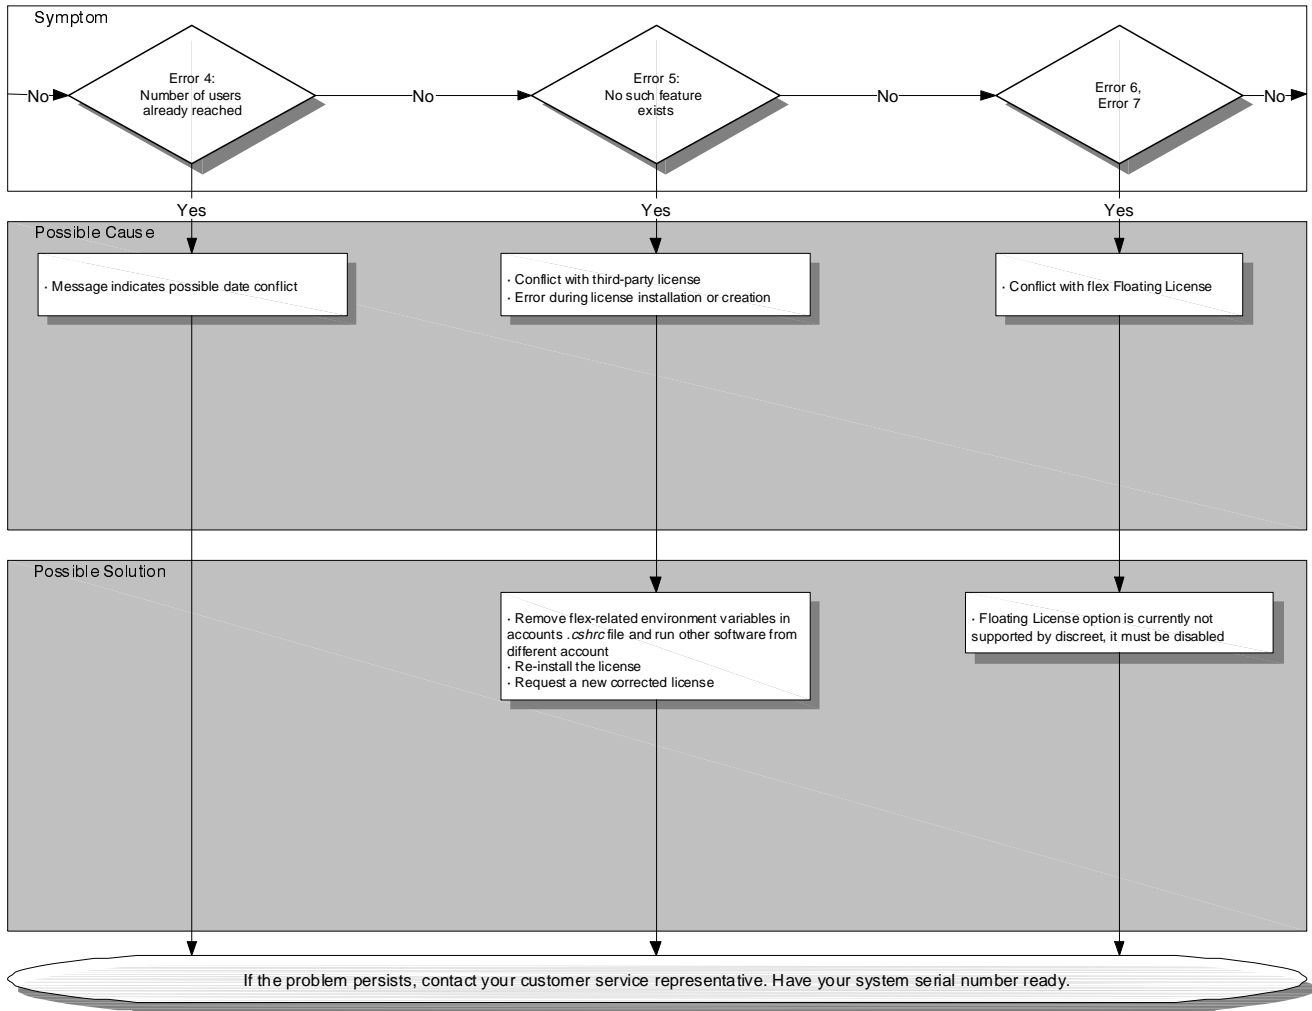 Symptom
Error 4:
Number of users
already reached
Error 5:
No such feature
exists
Error 6,
Error 7
No
No
No
No
Yes
Yes
Yes
Possible Cause
· Message indicates possible date conflict
· Conflict with third-party license
· Error during license installation or creation
· Conflict with flex Floating License
Possible Solution
· Remove flex-related environment variables in
accounts .cshrc file and run other software from
different account
· Re-install the license
· Request a new corrected license
· Floating License option is currently not
supported by discreet, it must be disabled
If the problem persists, contact your customer service representative. Have your system serial number ready.